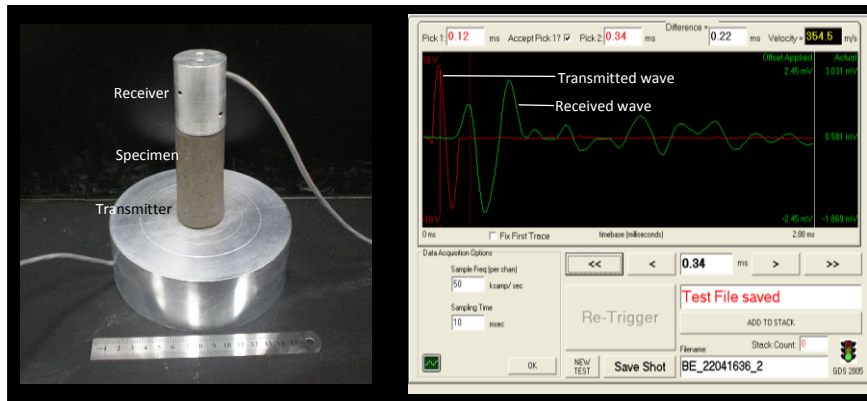 Receiver
Specimen
Transmitter
Pick 1: 0.12 ms Accept Pick 1? Pick 2: 0.34 ms Difference = 0.22 ms Velocity = 354.5 m/s
10 V
Offset Applied Actual
2.45 mV 3.031 mV
Transmitted wave
Received wave
0.581 mV
-10 V
-2.45 mV -1.869 mV
0 ms Fix First Trace timebase (milliseconds) 2.88 ms
Data Acquisition Options
Sample Freq (per chan)
50 ksamp/ sec
Sampling Time
10 msec
OK
<< < 0.34 ms > >>
Re-Trigger
Test File saved
ADD TO STACK
Stack Count: 0
NEW TEST
Save Shot
Filename:
BE_22041636_2
GDS 2005